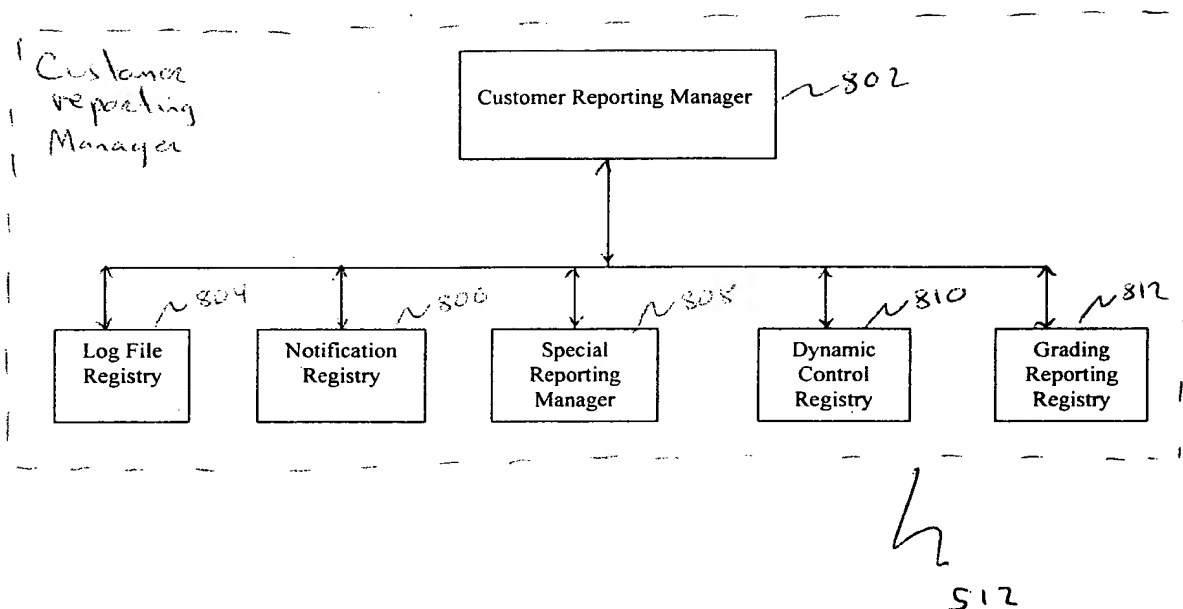 Customer
reporting
Manager
Customer Reporting Manager
802
804
806
808
810
812
Log File
Registry
Notification
Registry
Special
Reporting
Manager
Dynamic
Control
Registry
Grading
Reporting
Registry
512